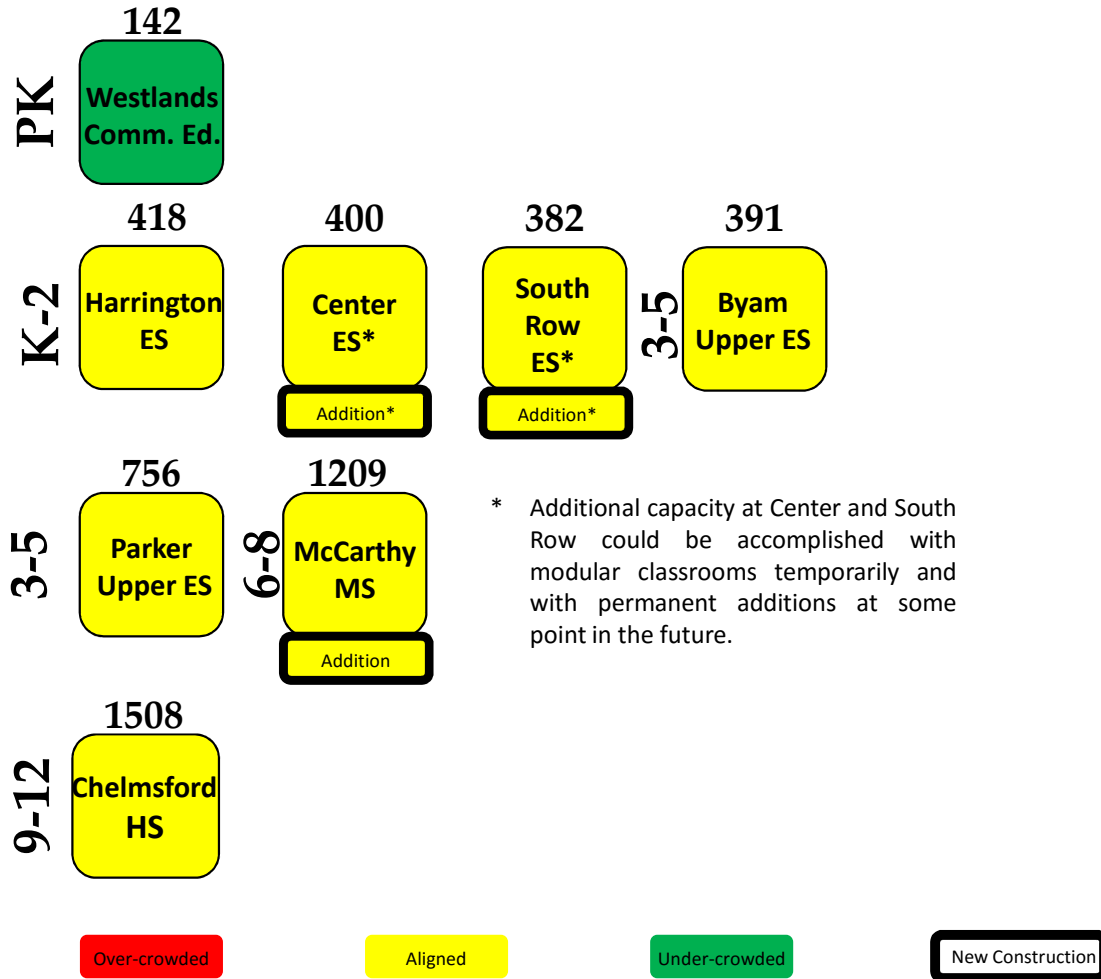 142
PK
Westlands
Comm. Ed.
418
400
382
391
K-2
Harrington
ES
Center
ES*
Addition*
South
Row
ES*
Addition*
3-5
Byam
Upper ES
756
1209
3-5
Parker
Upper ES
6-8
McCarthy
MS
Addition
* Additional capacity at Center and South
Row could be accomplished with
modular classrooms temporarily and
with permanent additions at some
point in the future.
1508
9-12
Chelmsford
HS
Over-crowded
Aligned
Under-crowded
New Construction